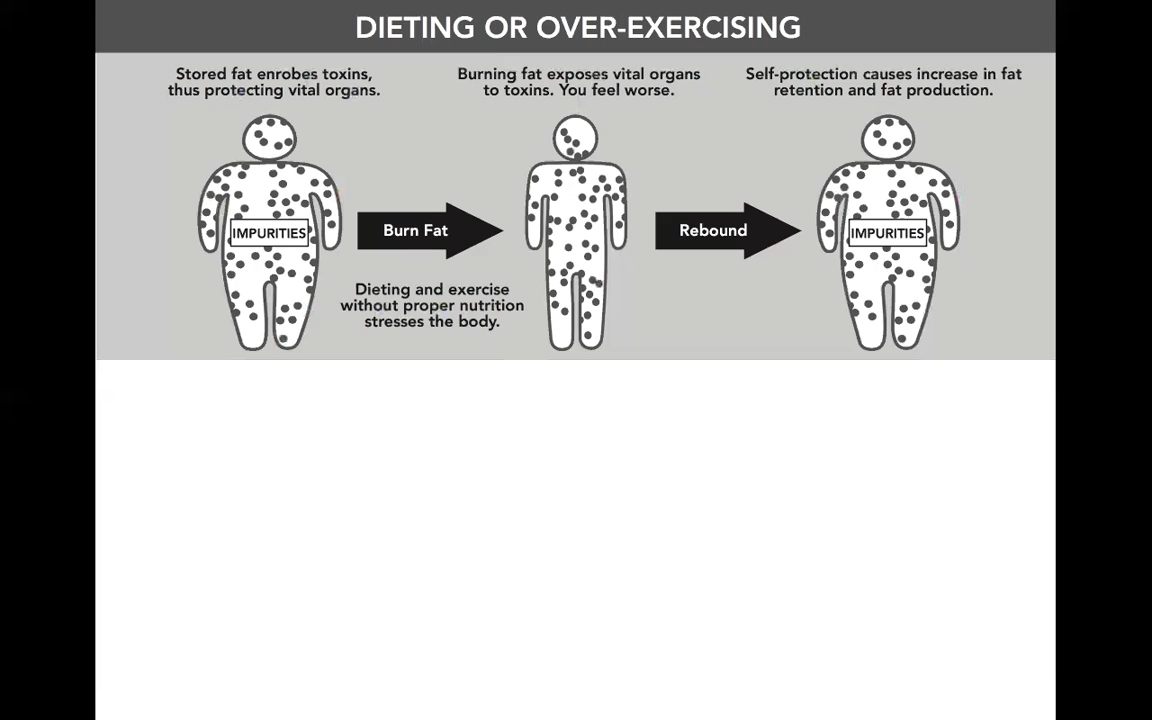 DIETING OR OVER-EXERCISING
Stored fat enrobes toxins,
thus protecting vital organs.
Burning fat exposes vital organs
to toxins. You feel worse.
Self-protection causes increase in fat
retention and fat production.
IMPURITIES
Burn Fat
Dieting and exercise
without proper nutrition
stresses the body.
Rebound
IMPURITIES